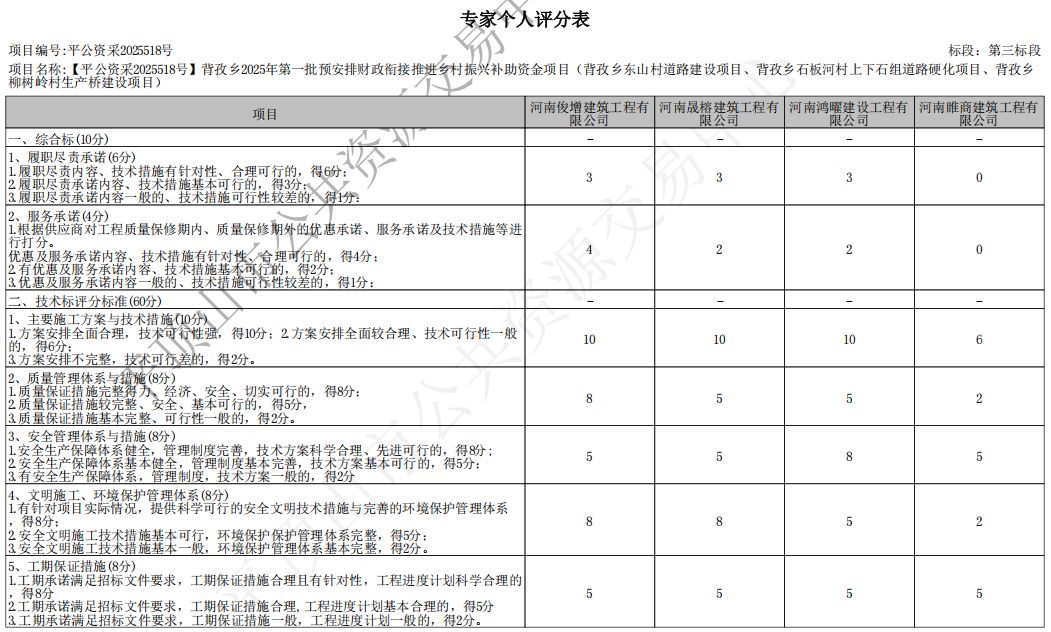 专家个人评分表
项目编号:平公资采2025518号 标段：第三标段
项目名称:【平公资采2025518号】背孜乡2025年第一批预安排财政衔接推进乡村振兴补助资金项目（背孜乡东山村道路建设项目、背孜乡石板河村上下石组道路硬化项目、背孜乡
柳树岭村生产桥建设项目）
项目 河南俊增建筑工程有限公司 河南晟榕建筑工程有限公司 河南鸿曜建设工程有限公司 河南睢商建筑工程有限公司
一、综合标(10分) – – – –
1、履职尽责承诺(6分)
1.履职尽责内容、技术措施有针对性、合理可行的，得6分；
2.履职尽责承诺内容、技术措施基本可行的，得3分；
3.履职尽责承诺内容一般的、技术措施可行性较差的，得1分；
3 3 3 0
2、服务承诺(4分)
1.根据供应商对工程质量保修期内、质量保修期外的优惠承诺、服务承诺及技术措施等进
行打分。
优惠及服务承诺内容、技术措施有针对性、合理可行的，得4分；
2.有优惠及服务承诺内容、技术措施基本可行的，得2分；
3.优惠及服务承诺内容一般的、技术措施可行性较差的，得1分；
4 2 2 0
二、技术标评分标准(60分) – – – –
1、主要施工方案与技术措施(10分)
1.方案安排全面合理，技术可行性强，得10分；2.方案安排全面较合理、技术可行性一般
的，得6分；
3.方案安排不完整，技术可行差的，得2分。
10 10 10 6
2、质量管理体系与措施(8分)
1.质量保证措施完整得力、经济、安全、切实可行的，得8分；
2.质量保证措施较完整、安全、基本可行的，得5分，
3.质量保证措施基本完整、可行性一般的，得2分。
8 5 5 2
3、安全管理体系与措施(8分)
1.安全生产保障体系健全，管理制度完善，技术方案科学合理、先进可行的，得8分；
2.安全生产保障体系基本健全，管理制度基本完善，技术方案基本可行的，得5分；
3.有安全生产保障体系，管理制度，技术方案一般的，得2分
5 5 8 5
4、文明施工、环境保护管理体系(8分)
1.有针对项目实际情况，提供科学可行的安全文明技术措施与完善的环境保护管理体系
，得8分；
2.安全文明施工技术措施基本可行，环境保护保护管理体系完整，得5分；
3.安全文明施工技术措施基本一般，环境保护管理体系基本完整，得2分。
8 8 5 2
5、工期保证措施(8分)
1.工期承诺满足招标文件要求，工期保证措施合理且有针对性，工程进度计划科学合理的
，得8分
2.工期承诺满足招标文件要求，工期保证措施合理,工程进度计划基本合理的，得5分
3.工期承诺满足招标文件要求，工期保证措施一般，工程进度计划一般的，得2分。
5 5 5 5
平顶山市公共资源交易中
平顶山市公共资源交易中心